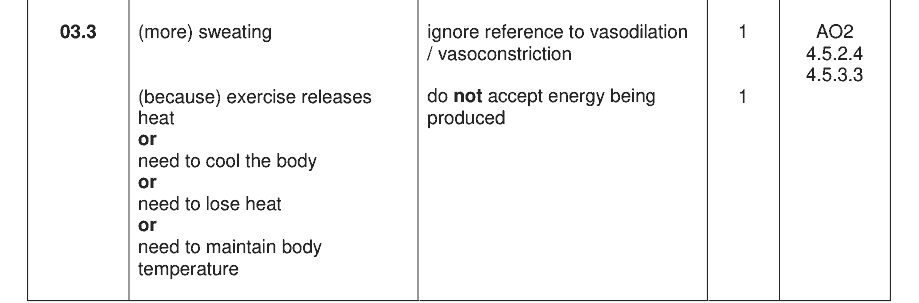 03.3 (more) sweating ignore reference to vasodilation 1 AO2
/ vasoconstriction 4.5.2.4
4.5.3.3
(because) exercise releases do not accept energy being 1
heat produced
or
need to cool the body
or
need to lose heat
or
need to maintain body
temperature